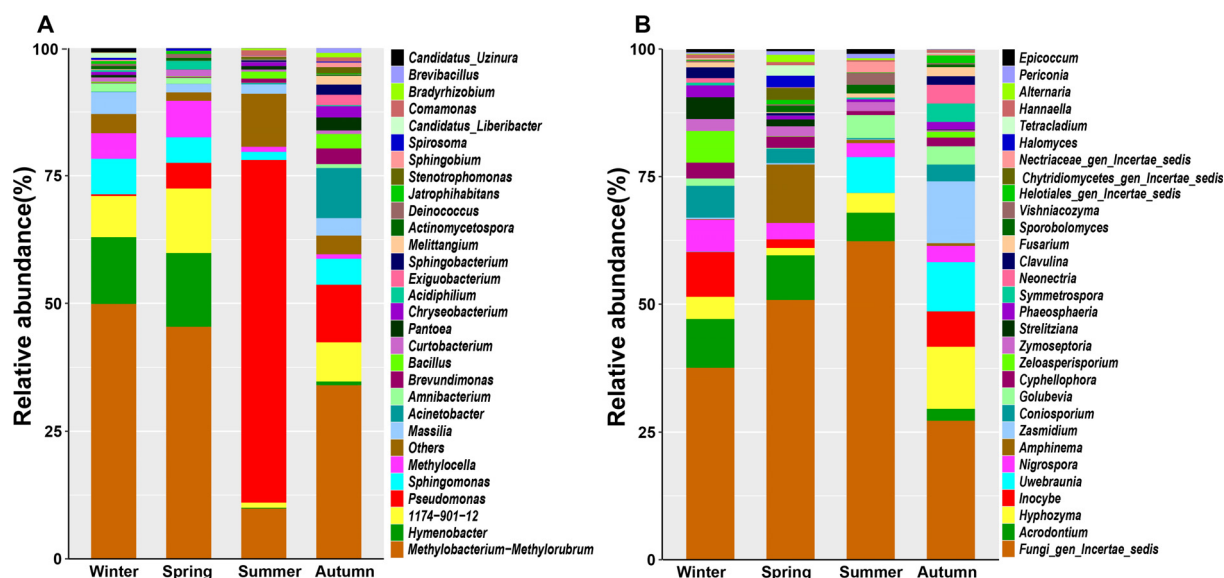 A
Relative abundance(%)
100
75
50
25
0
Winter Spring Summer Autumn
Candidatus_Uzinura
Brevibacillus
Bradyrhizobium
Comamonas
Candidatus_Liberibacter
Spirosoma
Sphingobium
Stenotrophomonas
Jatrophihabitans
Deinococcus
Actinomycetospora
Melittangium
Sphingobacterium
Exiguobacterium
Acidiphilium
Chryseobacterium
Pantoea
Curtobacterium
Bacillus
Brevundimonas
Amnibacterium
Acinetobacter
Massilia
Others
Methylocella
Sphingomonas
Pseudomonas
1174-901-12
Hymenobacter
Methylobacterium-Methylorubrum
B
Relative abundance(%)
100
75
50
25
0
Winter Spring Summer Autumn
Epicoccum
Periconia
Alternaria
Hannaella
Tetracladium
Halomyces
Nectriaceae_gen_Incertae_sedis
Chytridiomycetes_gen_Incertae_sedis
Helotiales_gen_Incertae_sedis
Vishniacozyma
Sporobolomyces
Fusarium
Clavulina
Neonectria
Symmetrospora
Phaeosphaeria
Strelitziana
Zymoseptoria
Zeloasperisporium
Cyphellophora
Golubevia
Coniosporium
Zasmidium
Amphinema
Nigrospora
Uwebraunia
Inocybe
Hyphozyma
Acrodontium
Fungi_gen_Incertae_sedis